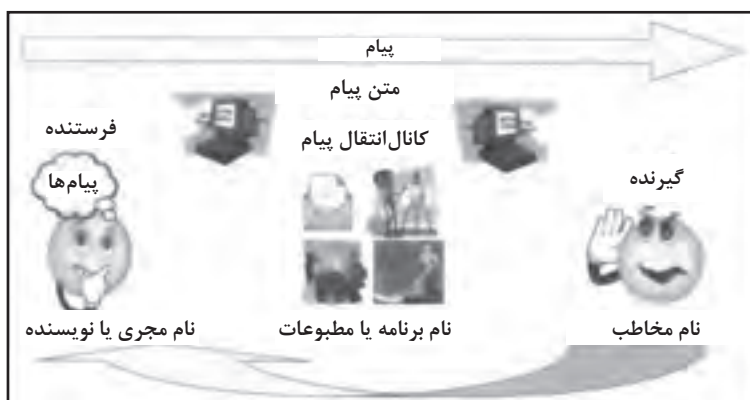 پیام
متن پیام
فرستنده
کانال انتقال پیام
گیرنده
پیام‌ها
نام مجری یا نویسنده
نام برنامه یا مطبوعات
نام مخاطب